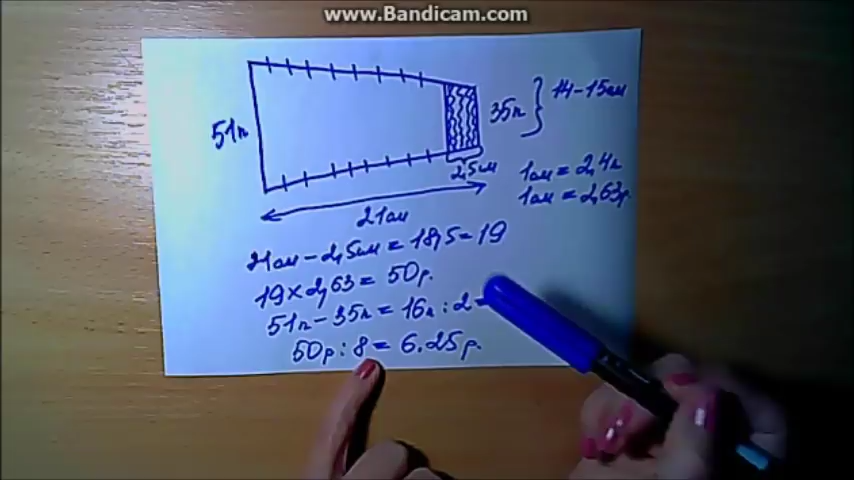 www.Bandicam.com
51п
35п } 14-15см
2,5см
1см = 2,4п
1см = 2,63р.
21см
21см - 2,5см = 18,5 = 19
19 × 2,63 = 50р.
51п - 35п = 16п : 2 =
50р : 8 = 6.25р.